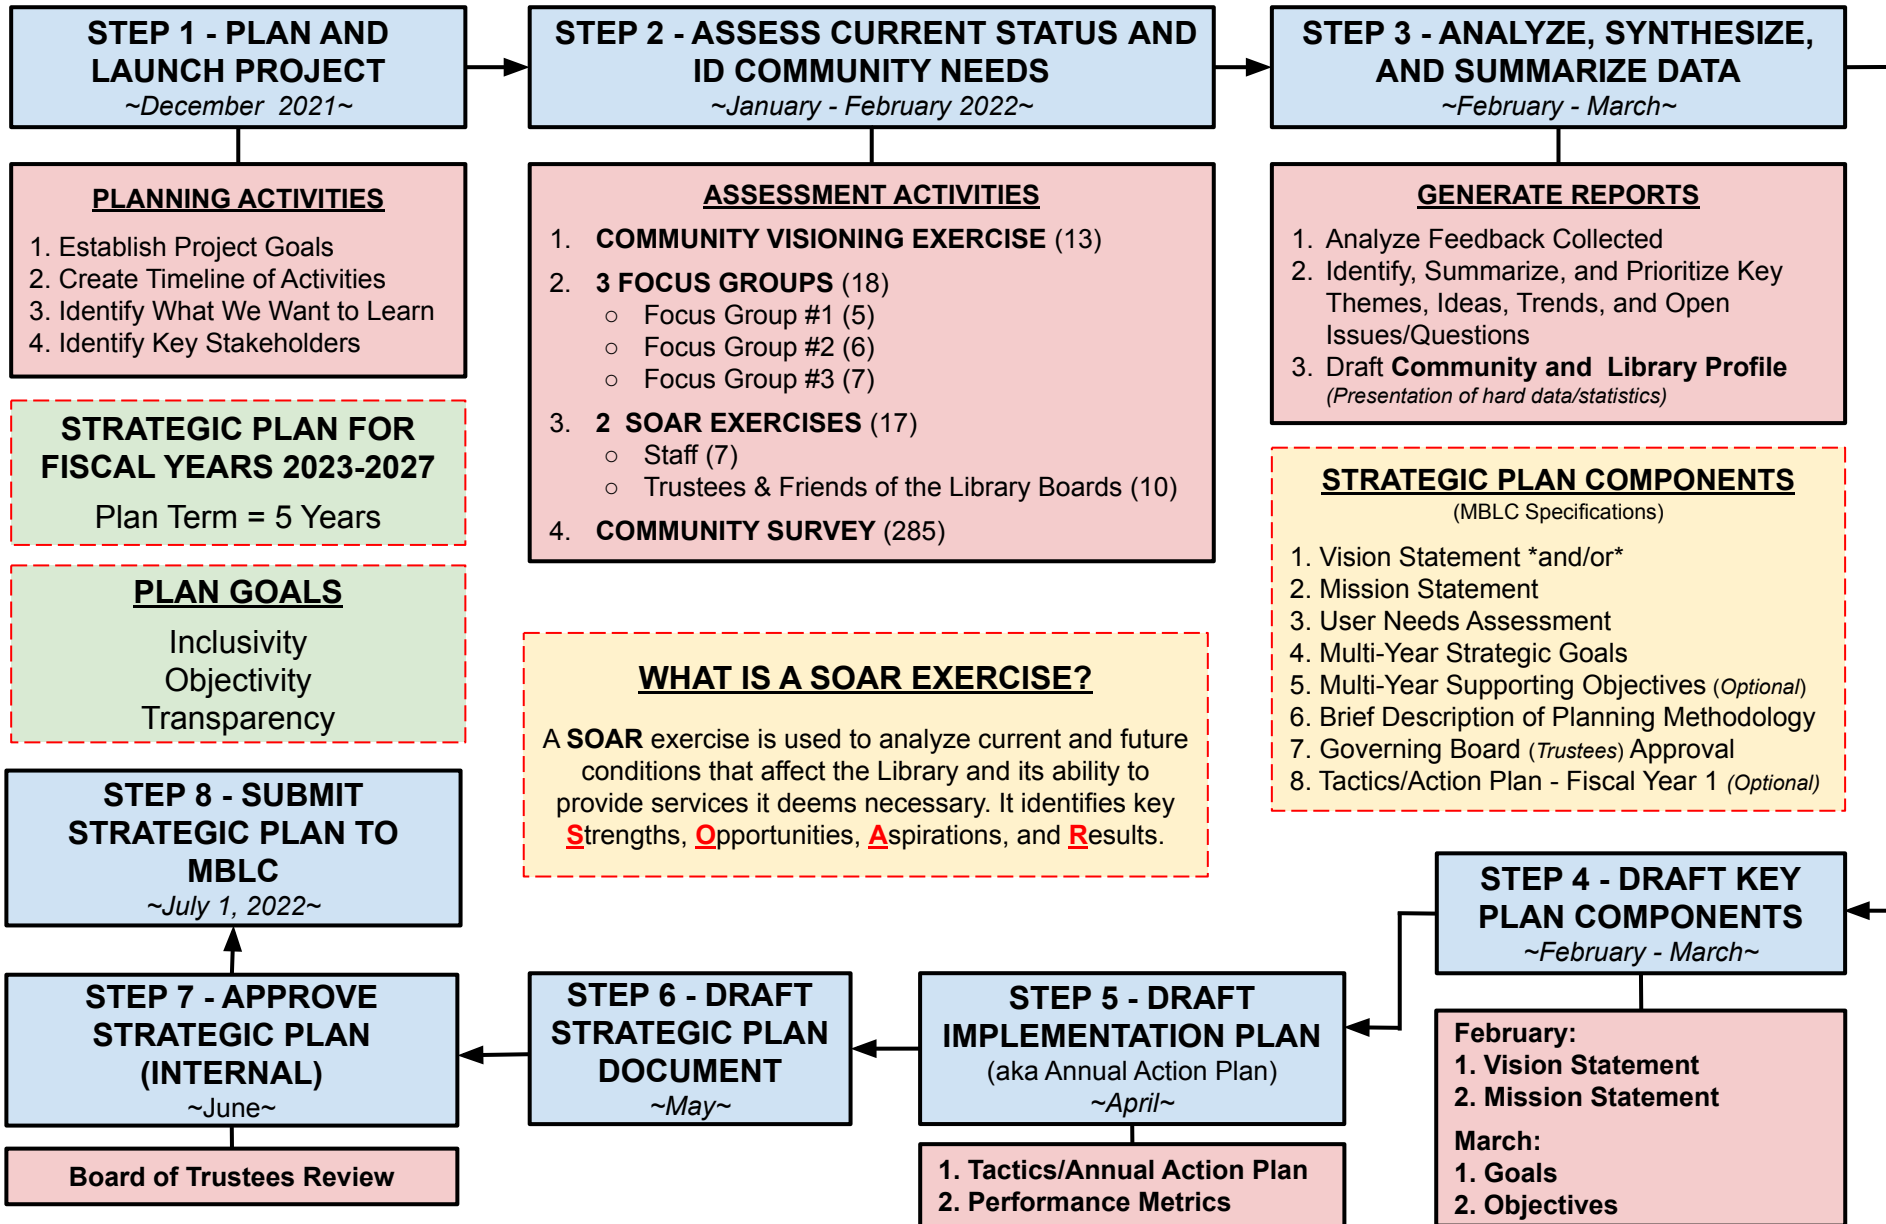 STEP 1 - PLAN AND
LAUNCH PROJECT
~December 2021~
PLANNING ACTIVITIES
1. Establish Project Goals
2. Create Timeline of Activities
3. Identify What We Want to Learn
4. Identify Key Stakeholders
STRATEGIC PLAN FOR
FISCAL YEARS 2023-2027
Plan Term = 5 Years
PLAN GOALS
Inclusivity
Objectivity
Transparency
STEP 2 - ASSESS CURRENT STATUS AND
ID COMMUNITY NEEDS
~January - February 2022~
ASSESSMENT ACTIVITIES
1. COMMUNITY VISIONING EXERCISE (13)
2. 3 FOCUS GROUPS (18)
○ Focus Group #1 (5)
○ Focus Group #2 (6)
○ Focus Group #3 (7)
3. 2 SOAR EXERCISES (17)
○ Staff (7)
○ Trustees & Friends of the Library Boards (10)
4. COMMUNITY SURVEY (285)
WHAT IS A SOAR EXERCISE?
A SOAR exercise is used to analyze current and future
conditions that affect the Library and its ability to
provide services it deems necessary. It identifies key
Strengths, Opportunities, Aspirations, and Results.
STEP 3 - ANALYZE, SYNTHESIZE,
AND SUMMARIZE DATA
~February - March~
GENERATE REPORTS
1. Analyze Feedback Collected
2. Identify, Summarize, and Prioritize Key
Themes, Ideas, Trends, and Open
Issues/Questions
3. Draft Community and Library Profile
(Presentation of hard data/statistics)
STRATEGIC PLAN COMPONENTS
(MBLC Specifications)
1. Vision Statement *and/or*
2. Mission Statement
3. User Needs Assessment
4. Multi-Year Strategic Goals
5. Multi-Year Supporting Objectives (Optional)
6. Brief Description of Planning Methodology
7. Governing Board (Trustees) Approval
8. Tactics/Action Plan - Fiscal Year 1 (Optional)
STEP 4 - DRAFT KEY
PLAN COMPONENTS
~February - March~
February:
1. Vision Statement
2. Mission Statement
March:
1. Goals
2. Objectives
STEP 5 - DRAFT
IMPLEMENTATION PLAN
(aka Annual Action Plan)
~April~
1. Tactics/Annual Action Plan
2. Performance Metrics
STEP 6 - DRAFT
STRATEGIC PLAN
DOCUMENT
~May~
STEP 7 - APPROVE
STRATEGIC PLAN
(INTERNAL)
~June~
Board of Trustees Review
STEP 8 - SUBMIT
STRATEGIC PLAN TO
MBLC
~July 1, 2022~